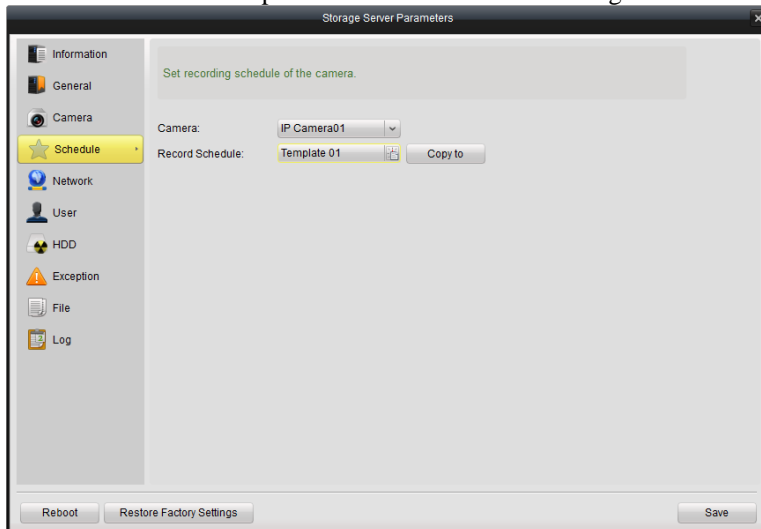 Storage Server Parameters
Information
General
Camera
Schedule
Network
User
HDD
Exception
File
Log
Set recording schedule of the camera.
Camera: IP Camera01
Record Schedule: Template 01 Copy to
Reboot Restore Factory Settings Save